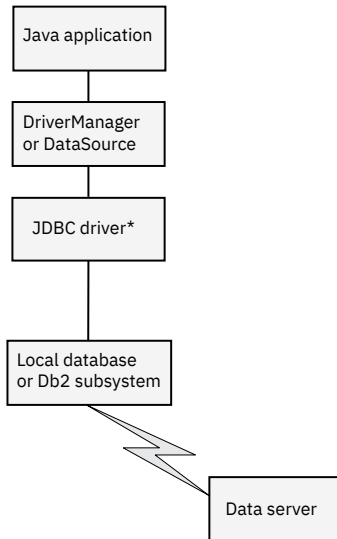 Java application
DriverManager
or DataSource
JDBC driver*
Local database
or Db2 subsystem
Data server